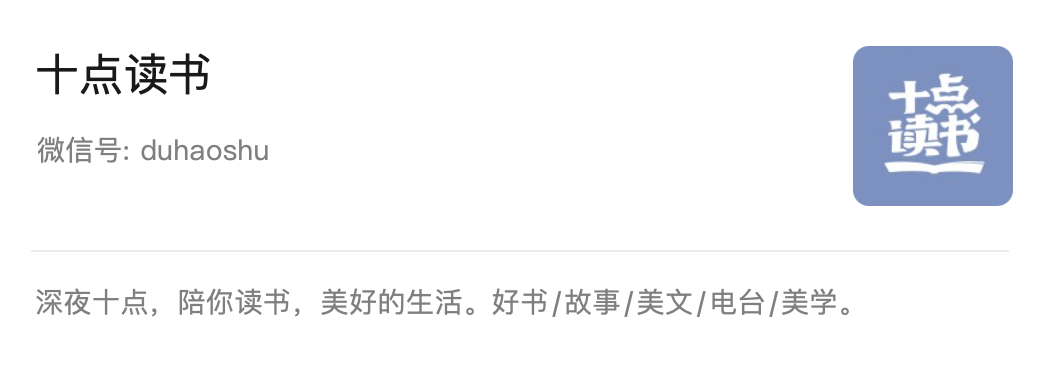 十点读书
微信号: duhaoshu
十点
读书
深夜十点，陪你读书，美好的生活。好书/故事/美文/电台/美学。